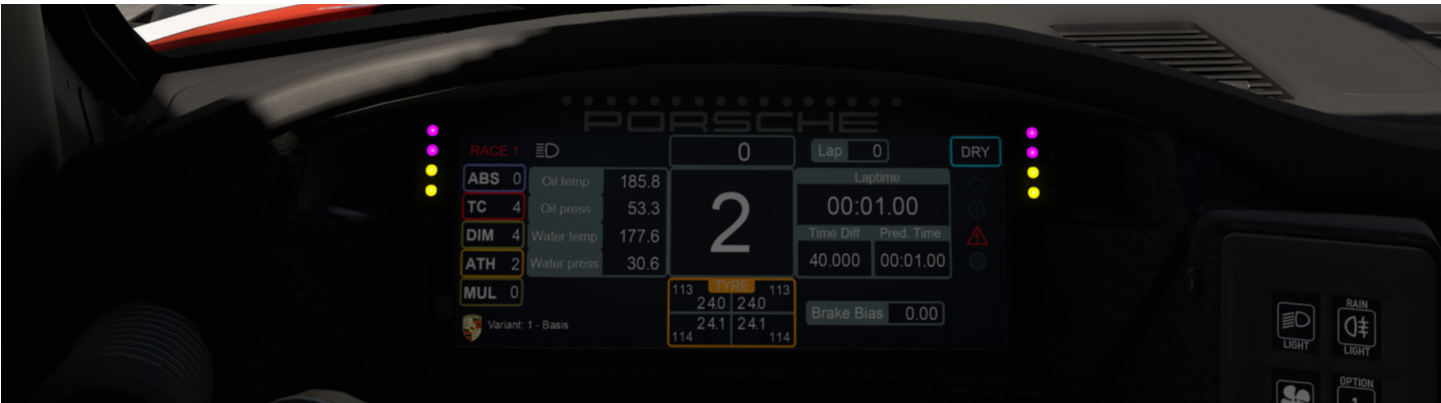 PORSCHE
RACE 1
0
Lap 0
DRY
ABS 0
Oil temp 185.8
Laptime
TC 4
Oil press 53.3
2
00:01.00
DIM 4
Water temp 177.6
Time Diff Pred. Time
ATH 2
Water press 30.6
40.000 00:01.00
MUL 0
113 TYRE 113
24.0 24.0
24.1 24.1
114 114
Brake Bias 0.00
Variant: 1 - Basis
LIGHT
RAIN
LIGHT
OPTION
1